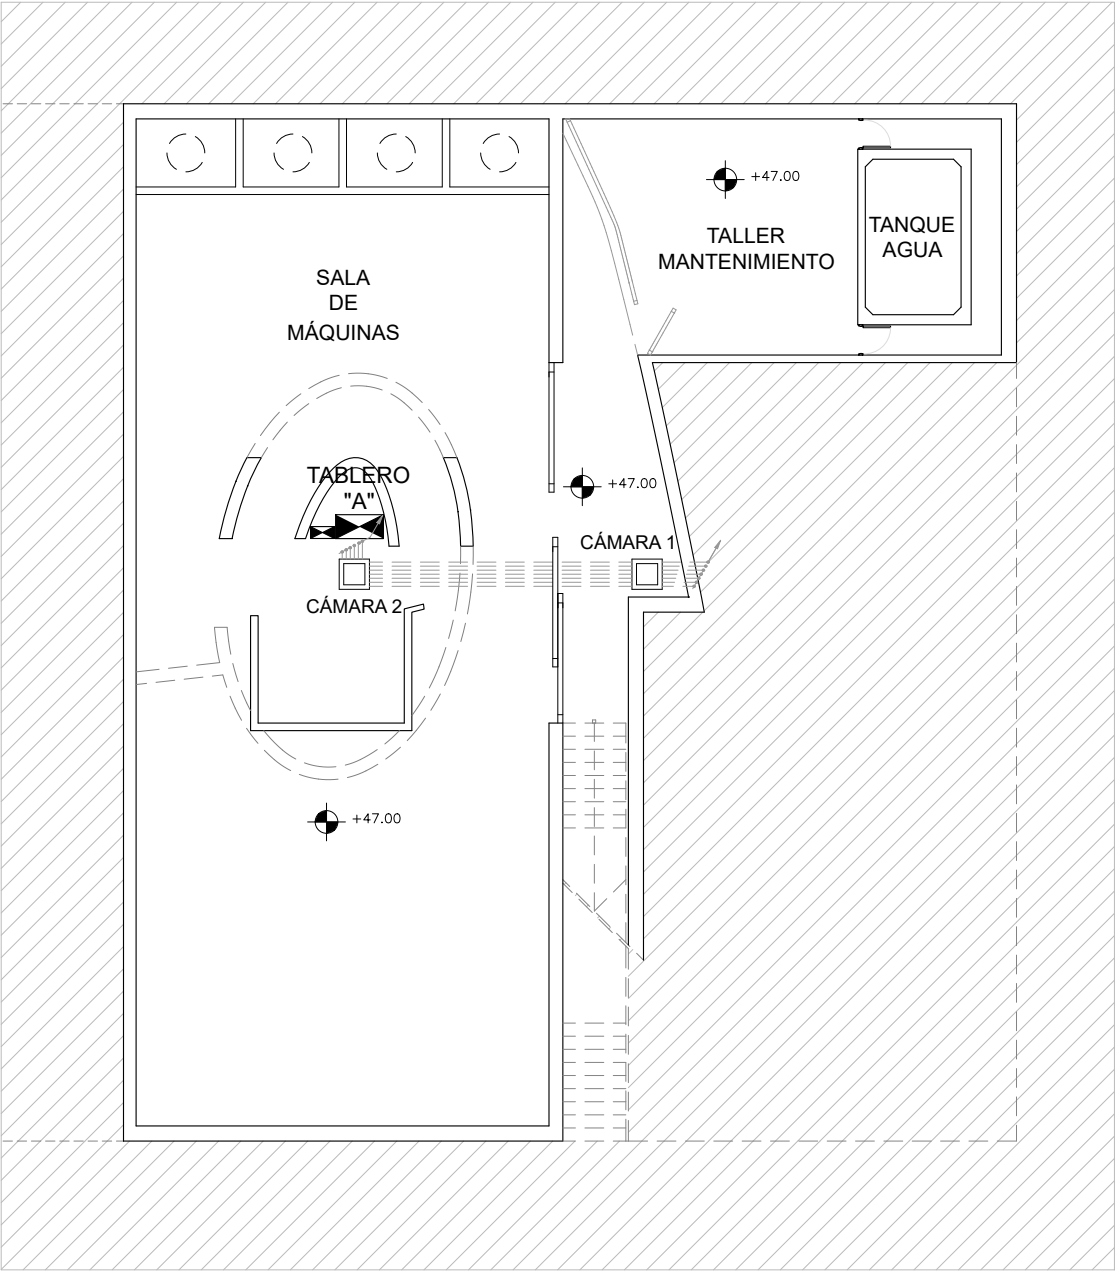 +47.00
TALLER
MANTENIMIENTO
TANQUE
AGUA
SALA
DE
MÁQUINAS
TABLERO
"A"
+47.00
CÁMARA 1
CÁMARA 2
+47.00